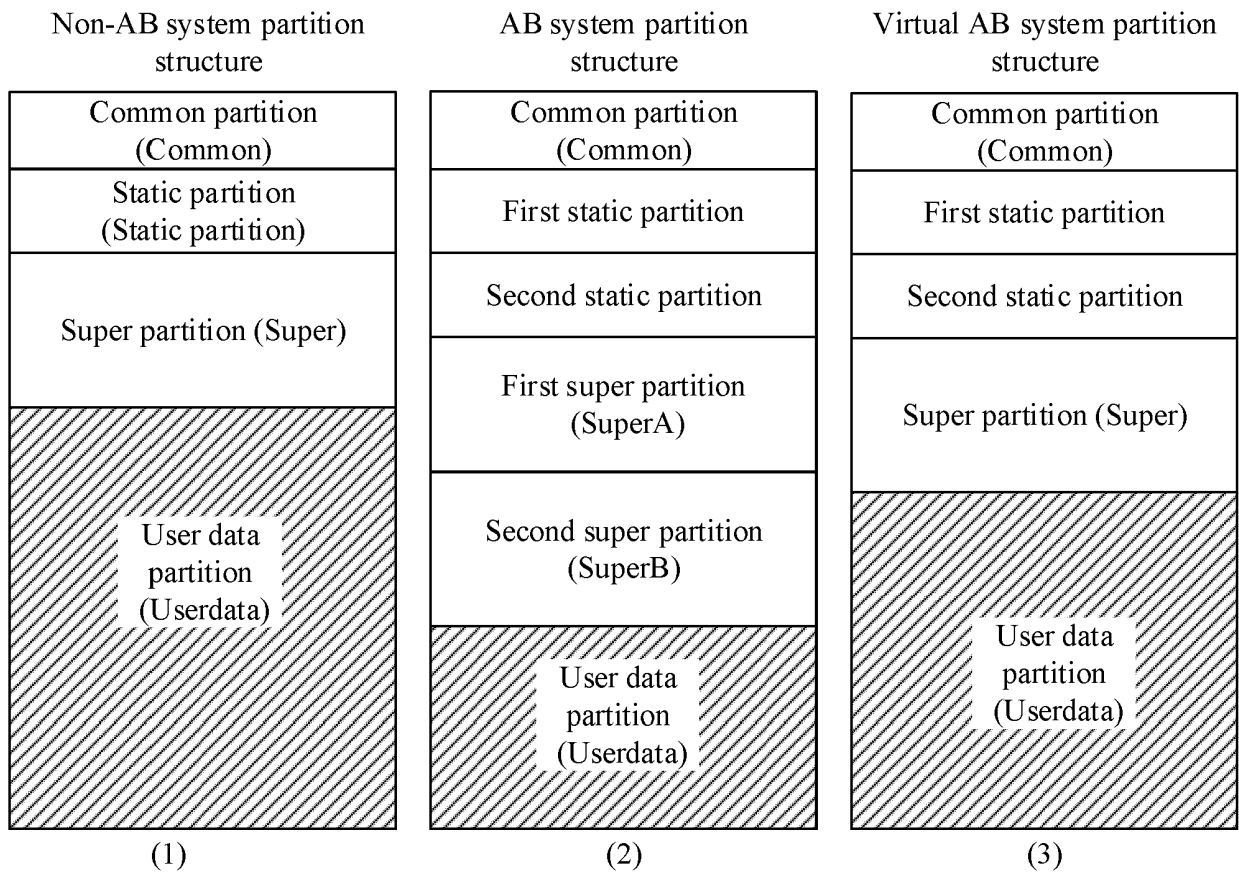 Non-AB system partition
structure
Common partition
(Common)
Static partition
(Static partition)
Super partition (Super)
User data
partition
(Userdata)
(1)
AB system partition
structure
Common partition
(Common)
First static partition
Second static partition
First super partition
(SuperA)
Second super partition
(SuperB)
User data
partition
(Userdata)
(2)
Virtual AB system partition
structure
Common partition
(Common)
First static partition
Second static partition
Super partition (Super)
User data
partition
(Userdata)
(3)